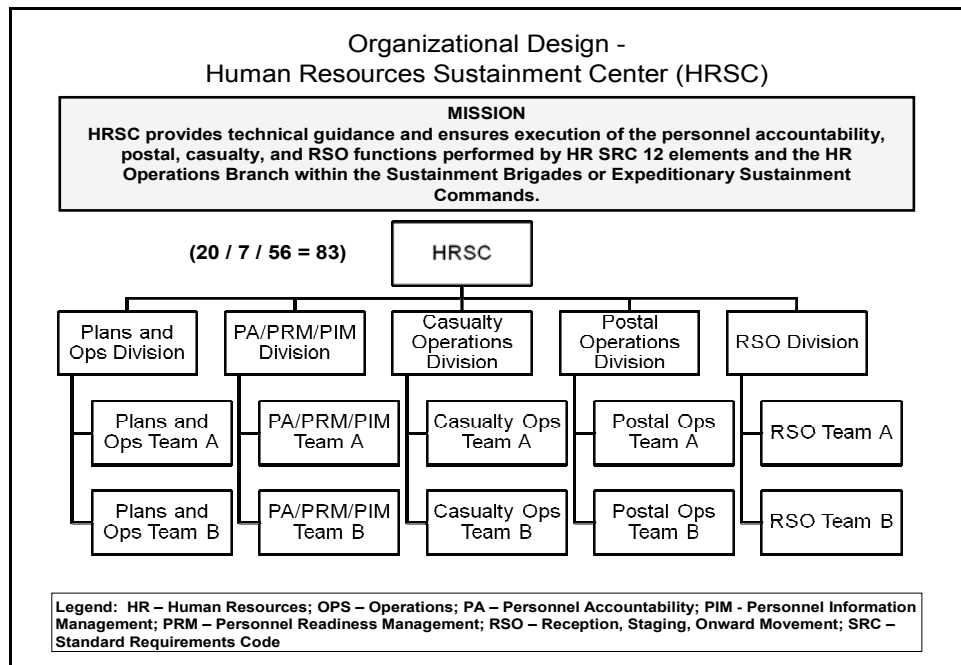 Organizational Design -
Human Resources Sustainment Center (HRSC)
MISSION
HRSC provides technical guidance and ensures execution of the personnel accountability,
postal, casualty, and RSO functions performed by HR SRC 12 elements and the HR
Operations Branch within the Sustainment Brigades or Expeditionary Sustainment
Commands.
(20 / 7 / 56 = 83)
HRSC
Plans and
Ops Division
PA/PRM/PIM
Division
Casualty
Operations
Division
Postal
Operations
Division
RSO Division
Plans and
Ops Team A
PA/PRM/PIM
Team A
Casualty Ops
Team A
Postal Ops
Team A
RSO Team A
Plans and
Ops Team B
PA/PRM/PIM
Team B
Casualty Ops
Team B
Postal Ops
Team B
RSO Team B
Legend: HR – Human Resources; OPS – Operations; PA – Personnel Accountability; PIM - Personnel Information
Management; PRM – Personnel Readiness Management; RSO – Reception, Staging, Onward Movement; SRC –
Standard Requirements Code